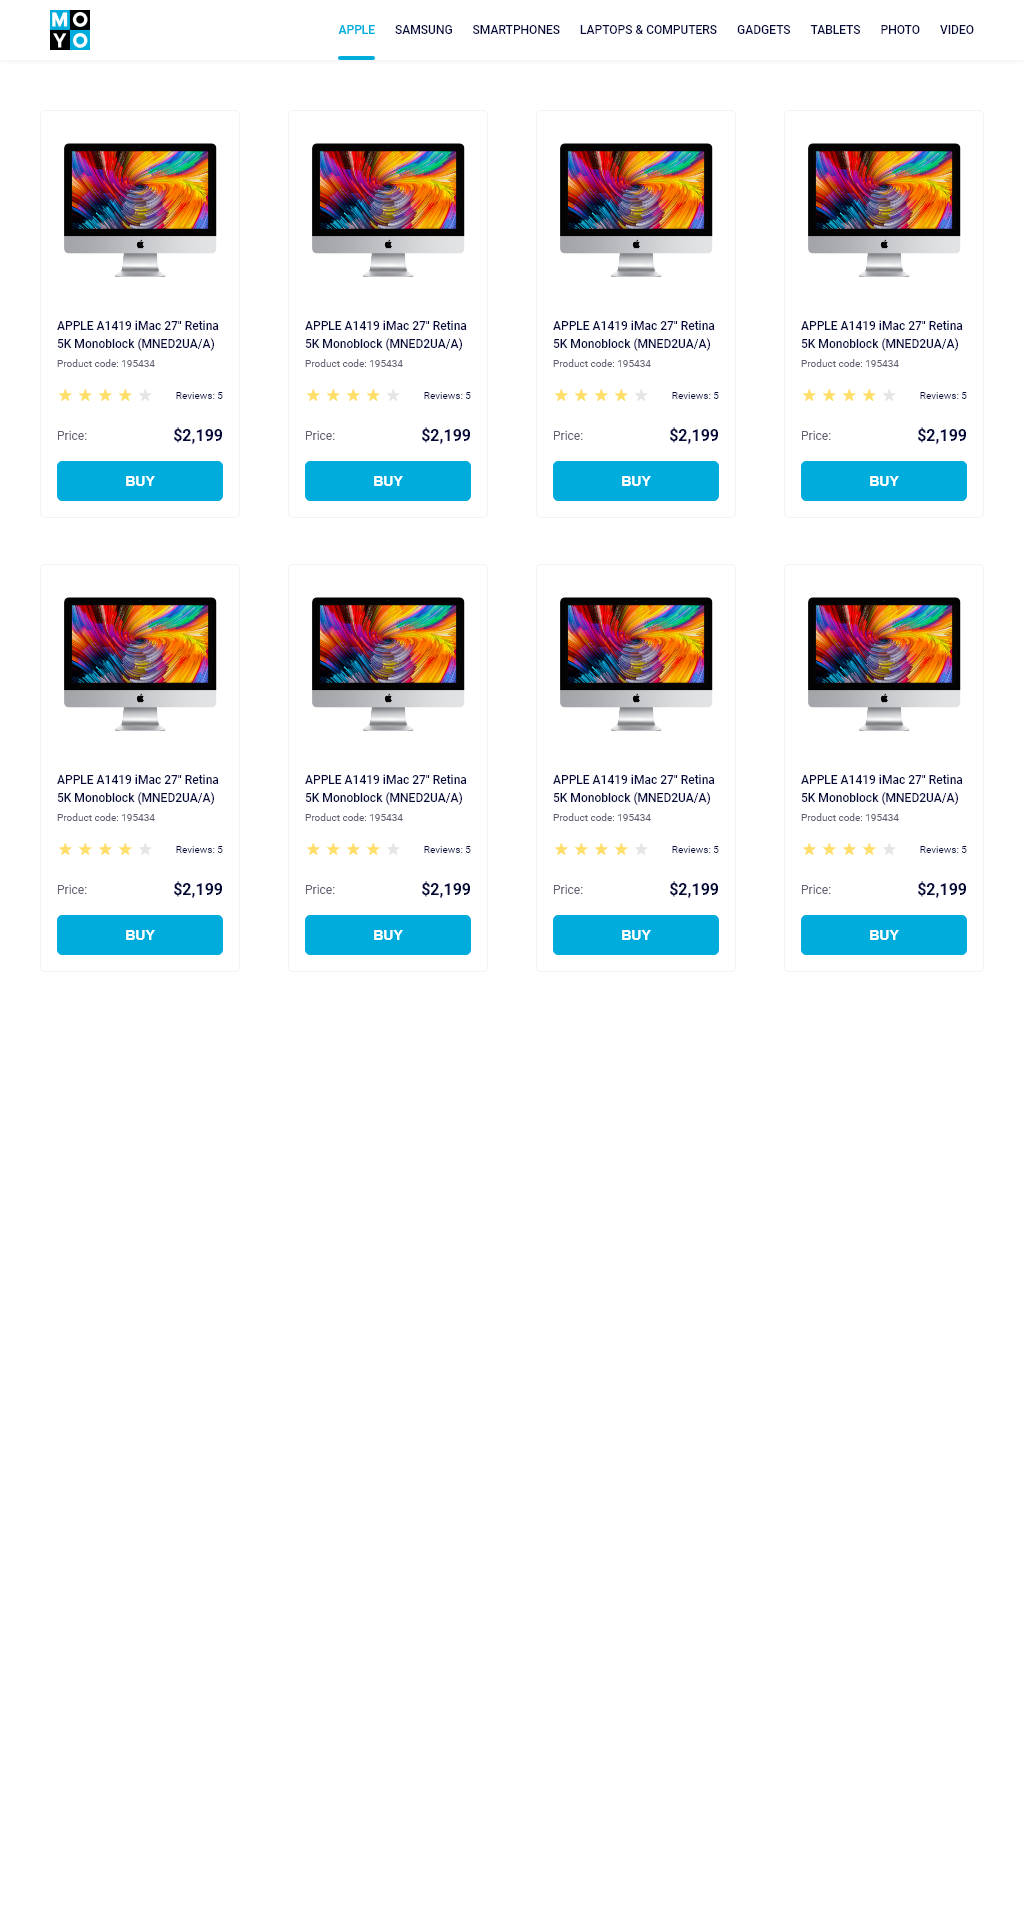 MO
YO
APPLE SAMSUNG SMARTPHONES LAPTOPS & COMPUTERS GADGETS TABLETS PHOTO VIDEO
APPLE A1419 iMac 27" Retina
5K Monoblock (MNED2UA/A)
Product code: 195434
Reviews: 5
Price: $2,199
BUY
APPLE A1419 iMac 27" Retina
5K Monoblock (MNED2UA/A)
Product code: 195434
Reviews: 5
Price: $2,199
BUY
APPLE A1419 iMac 27" Retina
5K Monoblock (MNED2UA/A)
Product code: 195434
Reviews: 5
Price: $2,199
BUY
APPLE A1419 iMac 27" Retina
5K Monoblock (MNED2UA/A)
Product code: 195434
Reviews: 5
Price: $2,199
BUY
APPLE A1419 iMac 27" Retina
5K Monoblock (MNED2UA/A)
Product code: 195434
Reviews: 5
Price: $2,199
BUY
APPLE A1419 iMac 27" Retina
5K Monoblock (MNED2UA/A)
Product code: 195434
Reviews: 5
Price: $2,199
BUY
APPLE A1419 iMac 27" Retina
5K Monoblock (MNED2UA/A)
Product code: 195434
Reviews: 5
Price: $2,199
BUY
APPLE A1419 iMac 27" Retina
5K Monoblock (MNED2UA/A)
Product code: 195434
Reviews: 5
Price: $2,199
BUY